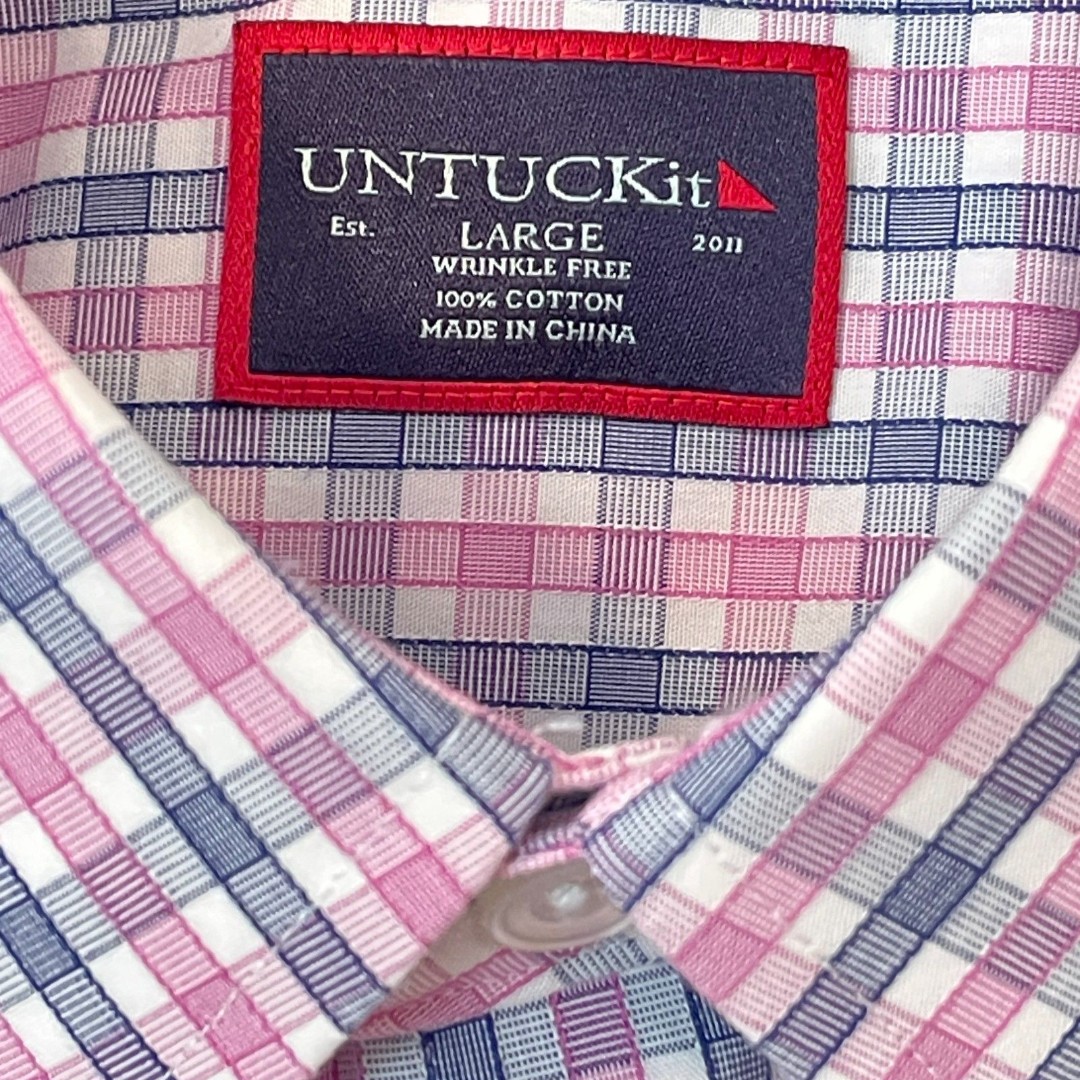 UNTUCKit
Est. LARGE 2011
WRINKLE FREE
100% COTTON
MADE IN CHINA